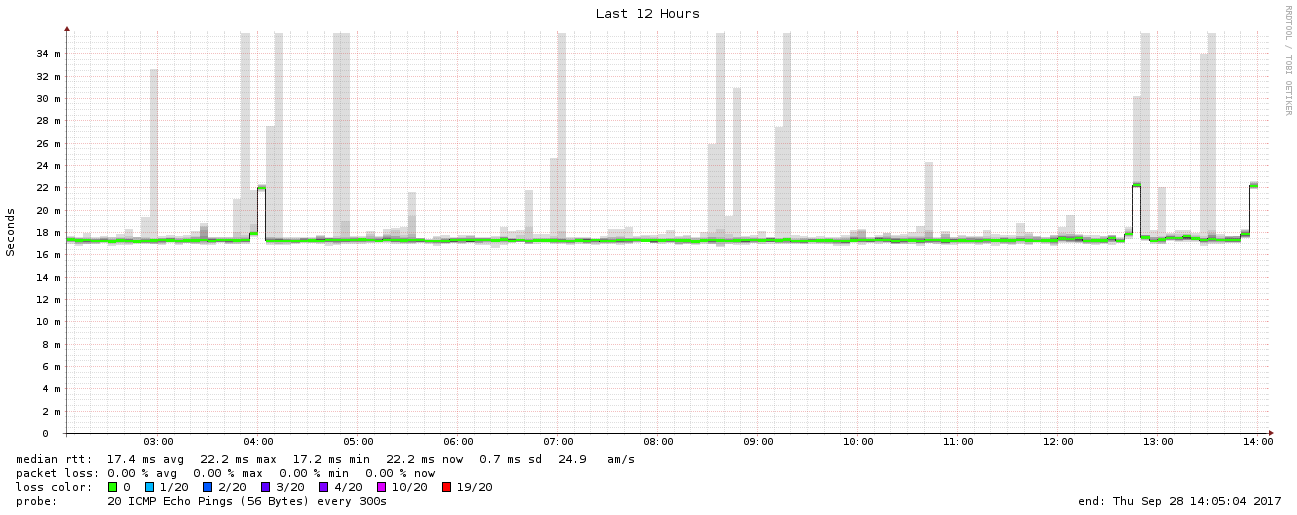 Last 12 Hours
RRDTOOL / TOBI OETIKER
Seconds
34 m
32 m
30 m
28 m
26 m
24 m
22 m
20 m
18 m
16 m
14 m
12 m
10 m
8 m
6 m
4 m
2 m
0
03:00 04:00 05:00 06:00 07:00 08:00 09:00 10:00 11:00 12:00 13:00 14:00
median rtt: 17.4 ms avg 22.2 ms max 17.2 ms min 22.2 ms now 0.7 ms sd 24.9 am/s
packet loss: 0.00 % avg 0.00 % max 0.00 % min 0.00 % now
loss color: 0 1/20 2/20 3/20 4/20 10/20 19/20
probe: 20 ICMP Echo Pings (56 Bytes) every 300s end: Thu Sep 28 14:05:04 2017